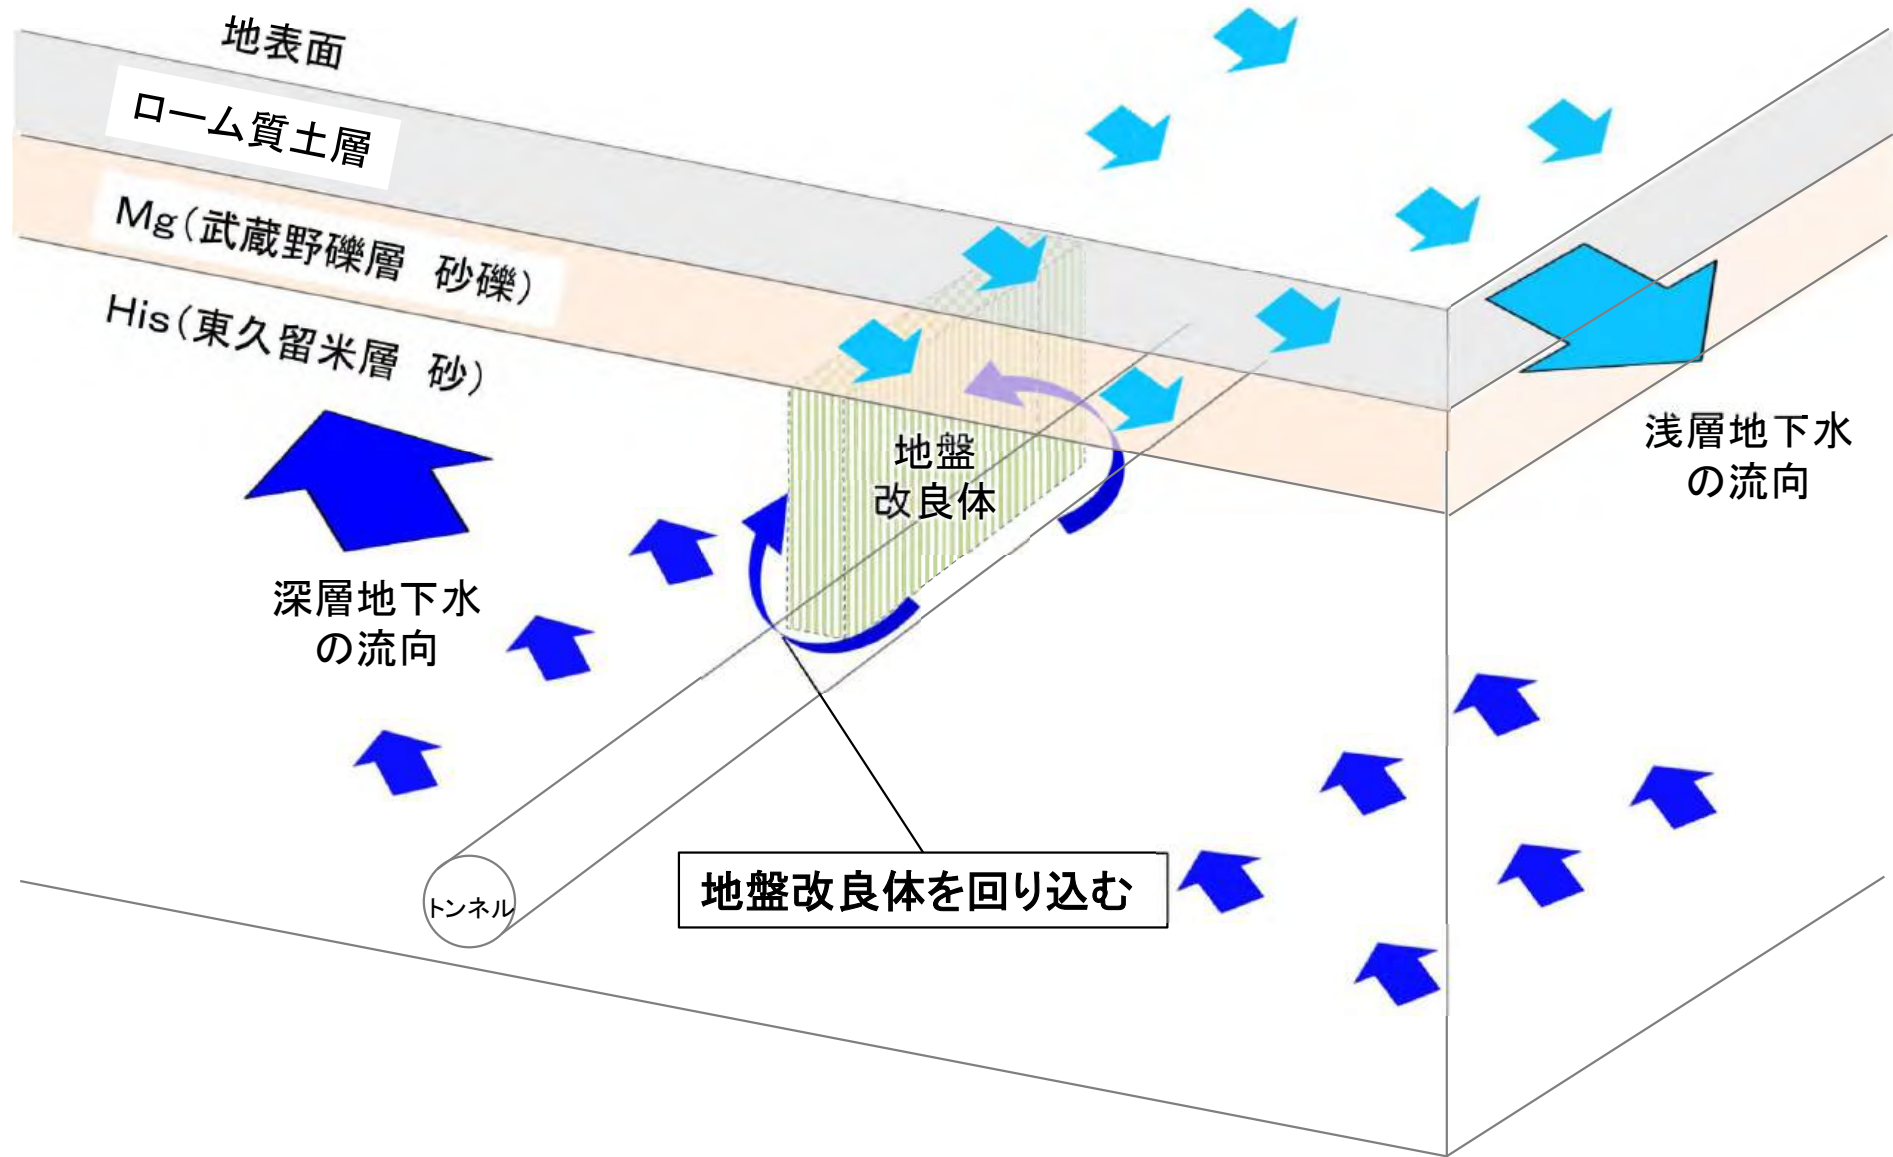 地表面
ローム質土層
Mg(武蔵野礫層 砂礫)
His(東久留米層 砂)
浅層地下水
の流向
地盤
改良体
深層地下水
の流向
地盤改良体を回り込む
トンネル